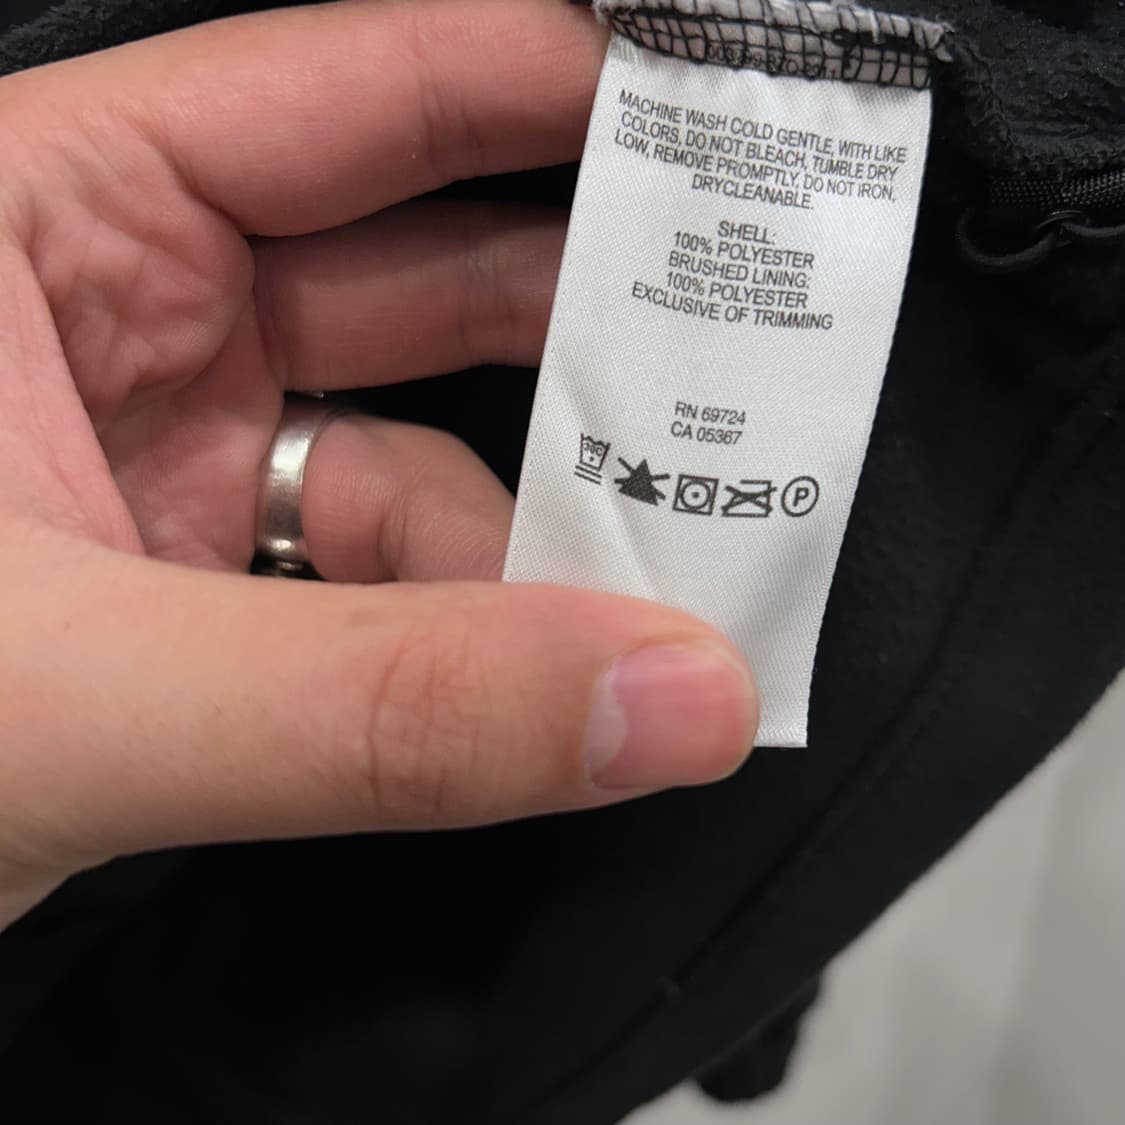 MACHINE WASH COLD GENTLE, WITH LIKE
COLORS, DO NOT BLEACH, TUMBLE DRY
LOW, REMOVE PROMPTLY, DO NOT IRON,
DRYCLEANABLE.
SHELL:
100% POLYESTER
BRUSHED LINING:
100% POLYESTER
EXCLUSIVE OF TRIMMING
RN 69724
CA 05367
30C
P